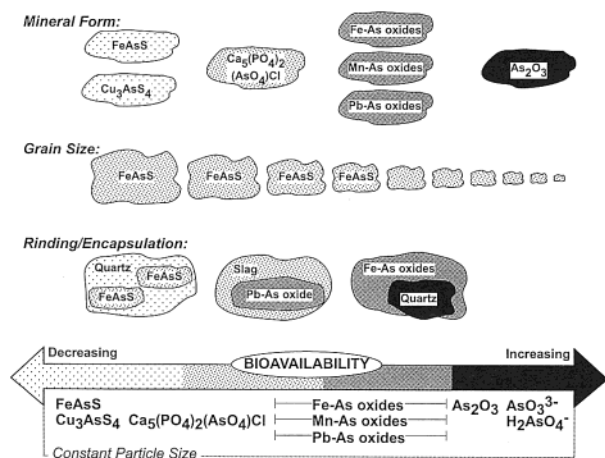 Mineral Form:
FeAsS
Cu₃AsS₄
Ca₅(PO₄)₂
(AsO₄)Cl
Fe-As oxides
Mn-As oxides
Pb-As oxides
As₂O₃
Grain Size:
FeAsS FeAsS FeAsS FeAsS
Rinding/Encapsulation:
Quartz
FeAsS
FeAsS
Slag
Pb-As oxide
Fe-As oxides
Quartz
Decreasing BIOAVAILABILITY Increasing
FeAsS Fe-As oxides As₂O₃ AsO₃³⁻
Cu₃AsS₄ Ca₅(PO₄)₂(AsO₄)Cl Mn-As oxides H₂AsO₄⁻
Pb-As oxides
Constant Particle Size